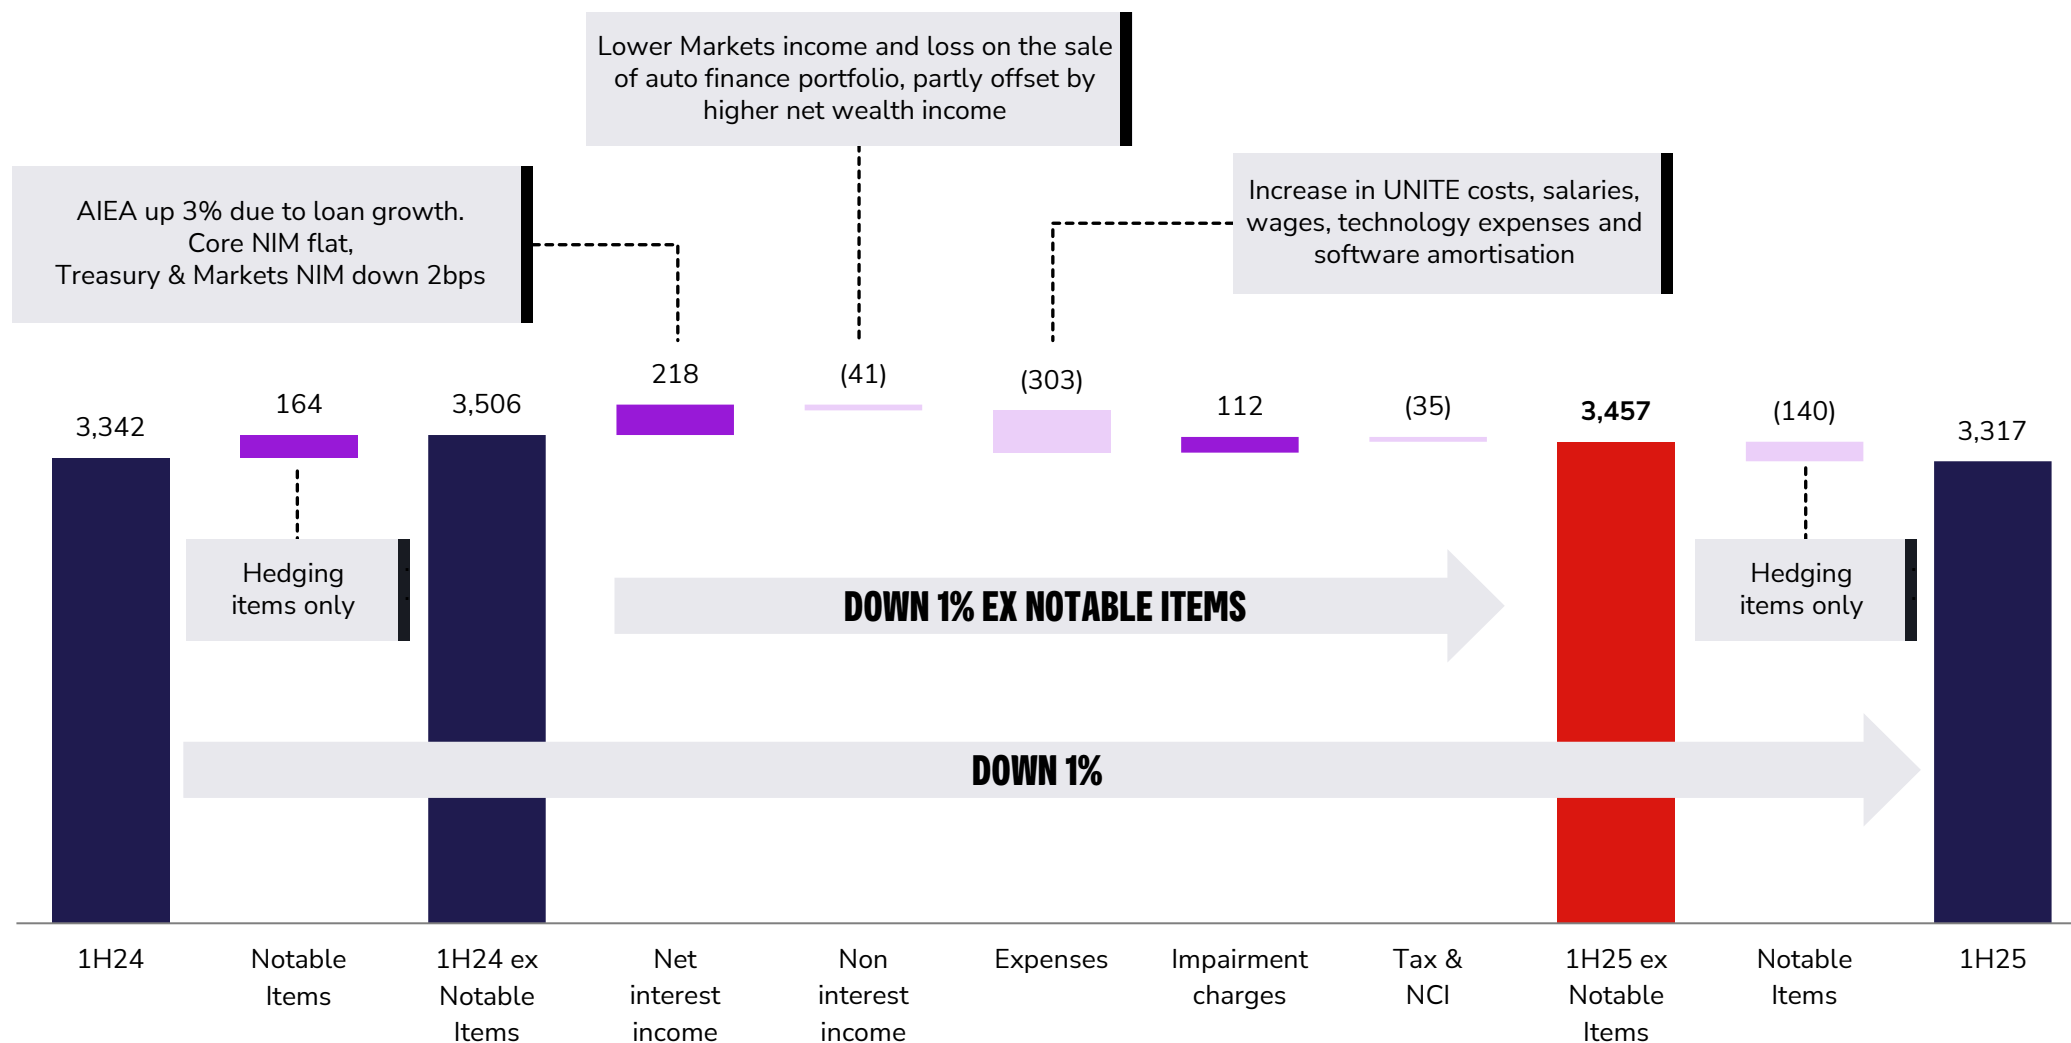 Lower Markets income and loss on the sale
of auto finance portfolio, partly offset by
higher net wealth income
AIEA up 3% due to loan growth.
Core NIM flat,
Treasury & Markets NIM down 2bps
Increase in UNITE costs, salaries,
wages, technology expenses and
software amortisation
3,342
164
3,506
218
(41)
(303)
112
(35)
3,457
(140)
3,317
Hedging
items only
DOWN 1% EX NOTABLE ITEMS
Hedging
items only
DOWN 1%
1H24
Notable
Items
1H24 ex
Notable
Items
Net
interest
income
Non
interest
income
Expenses
Impairment
charges
Tax &
NCI
1H25 ex
Notable
Items
Notable
Items
1H25